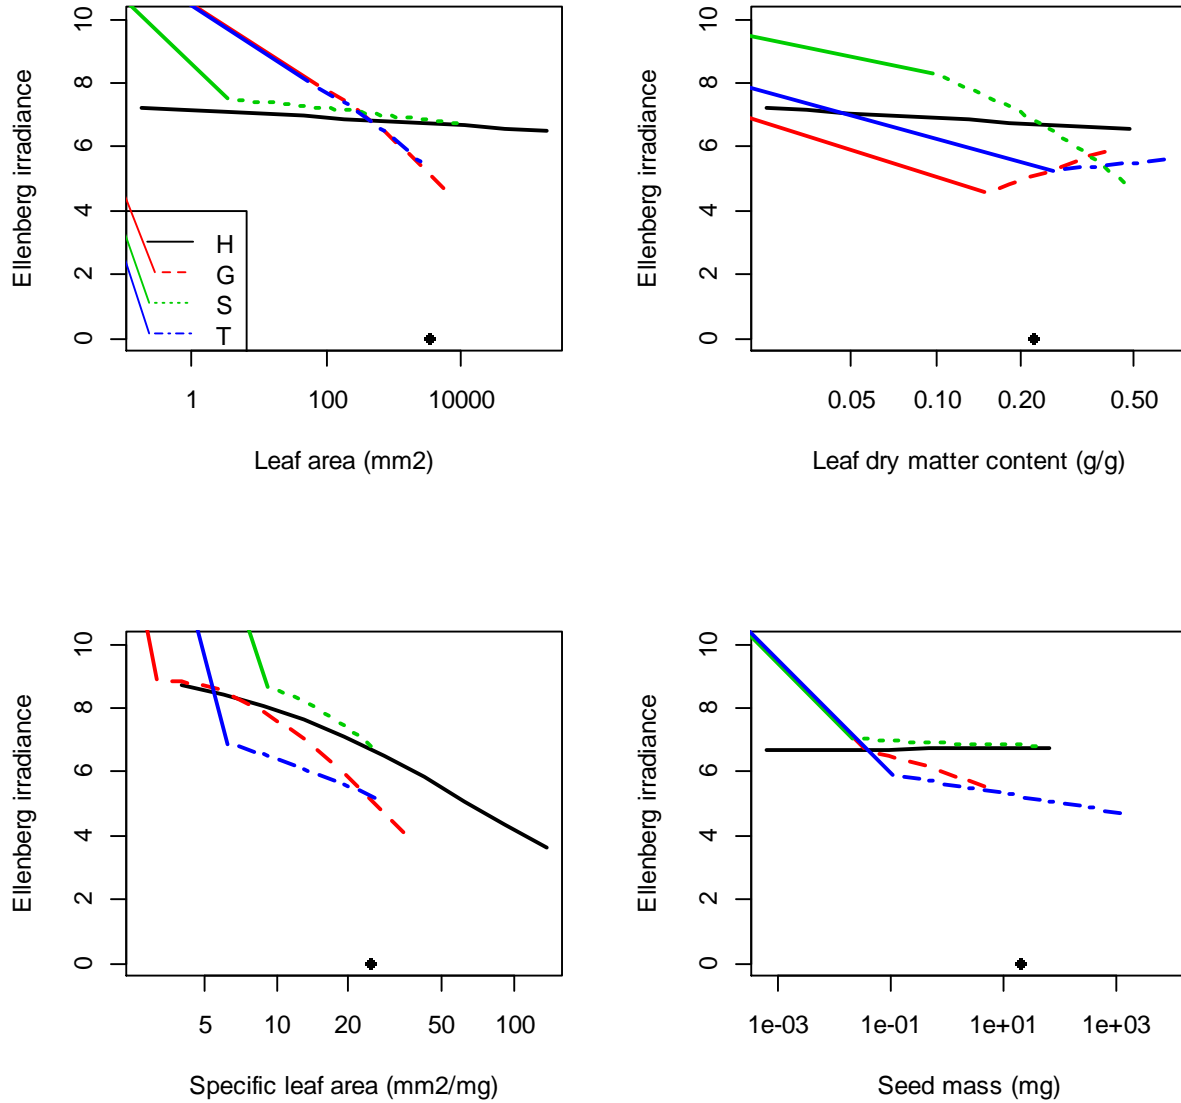 Ellenberg irradiance
10
8
6
4
2
0
H
G
S
T
1 100 10000
Leaf area (mm2)
Ellenberg irradiance
10
8
6
4
2
0
0.05 0.10 0.20 0.50
Leaf dry matter content (g/g)
Ellenberg irradiance
10
8
6
4
2
0
5 10 20 50 100
Specific leaf area (mm2/mg)
Ellenberg irradiance
10
8
6
4
2
0
1e-03 1e-01 1e+01 1e+03
Seed mass (mg)